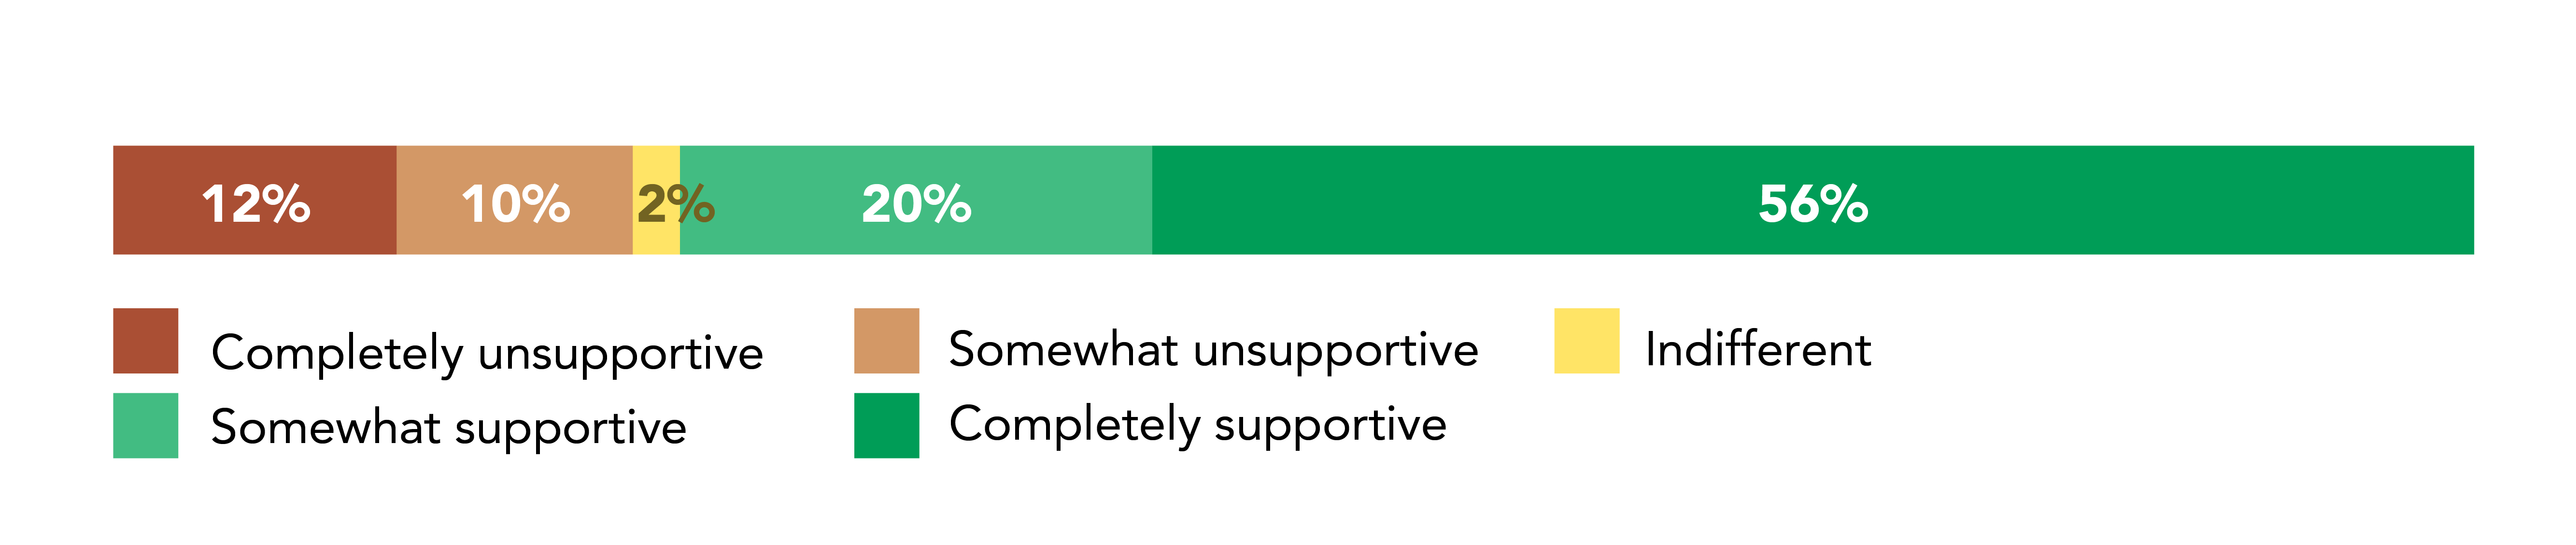 12% 10% 2% 20% 56%
Completely unsupportive Somewhat unsupportive Indifferent
Somewhat supportive Completely supportive